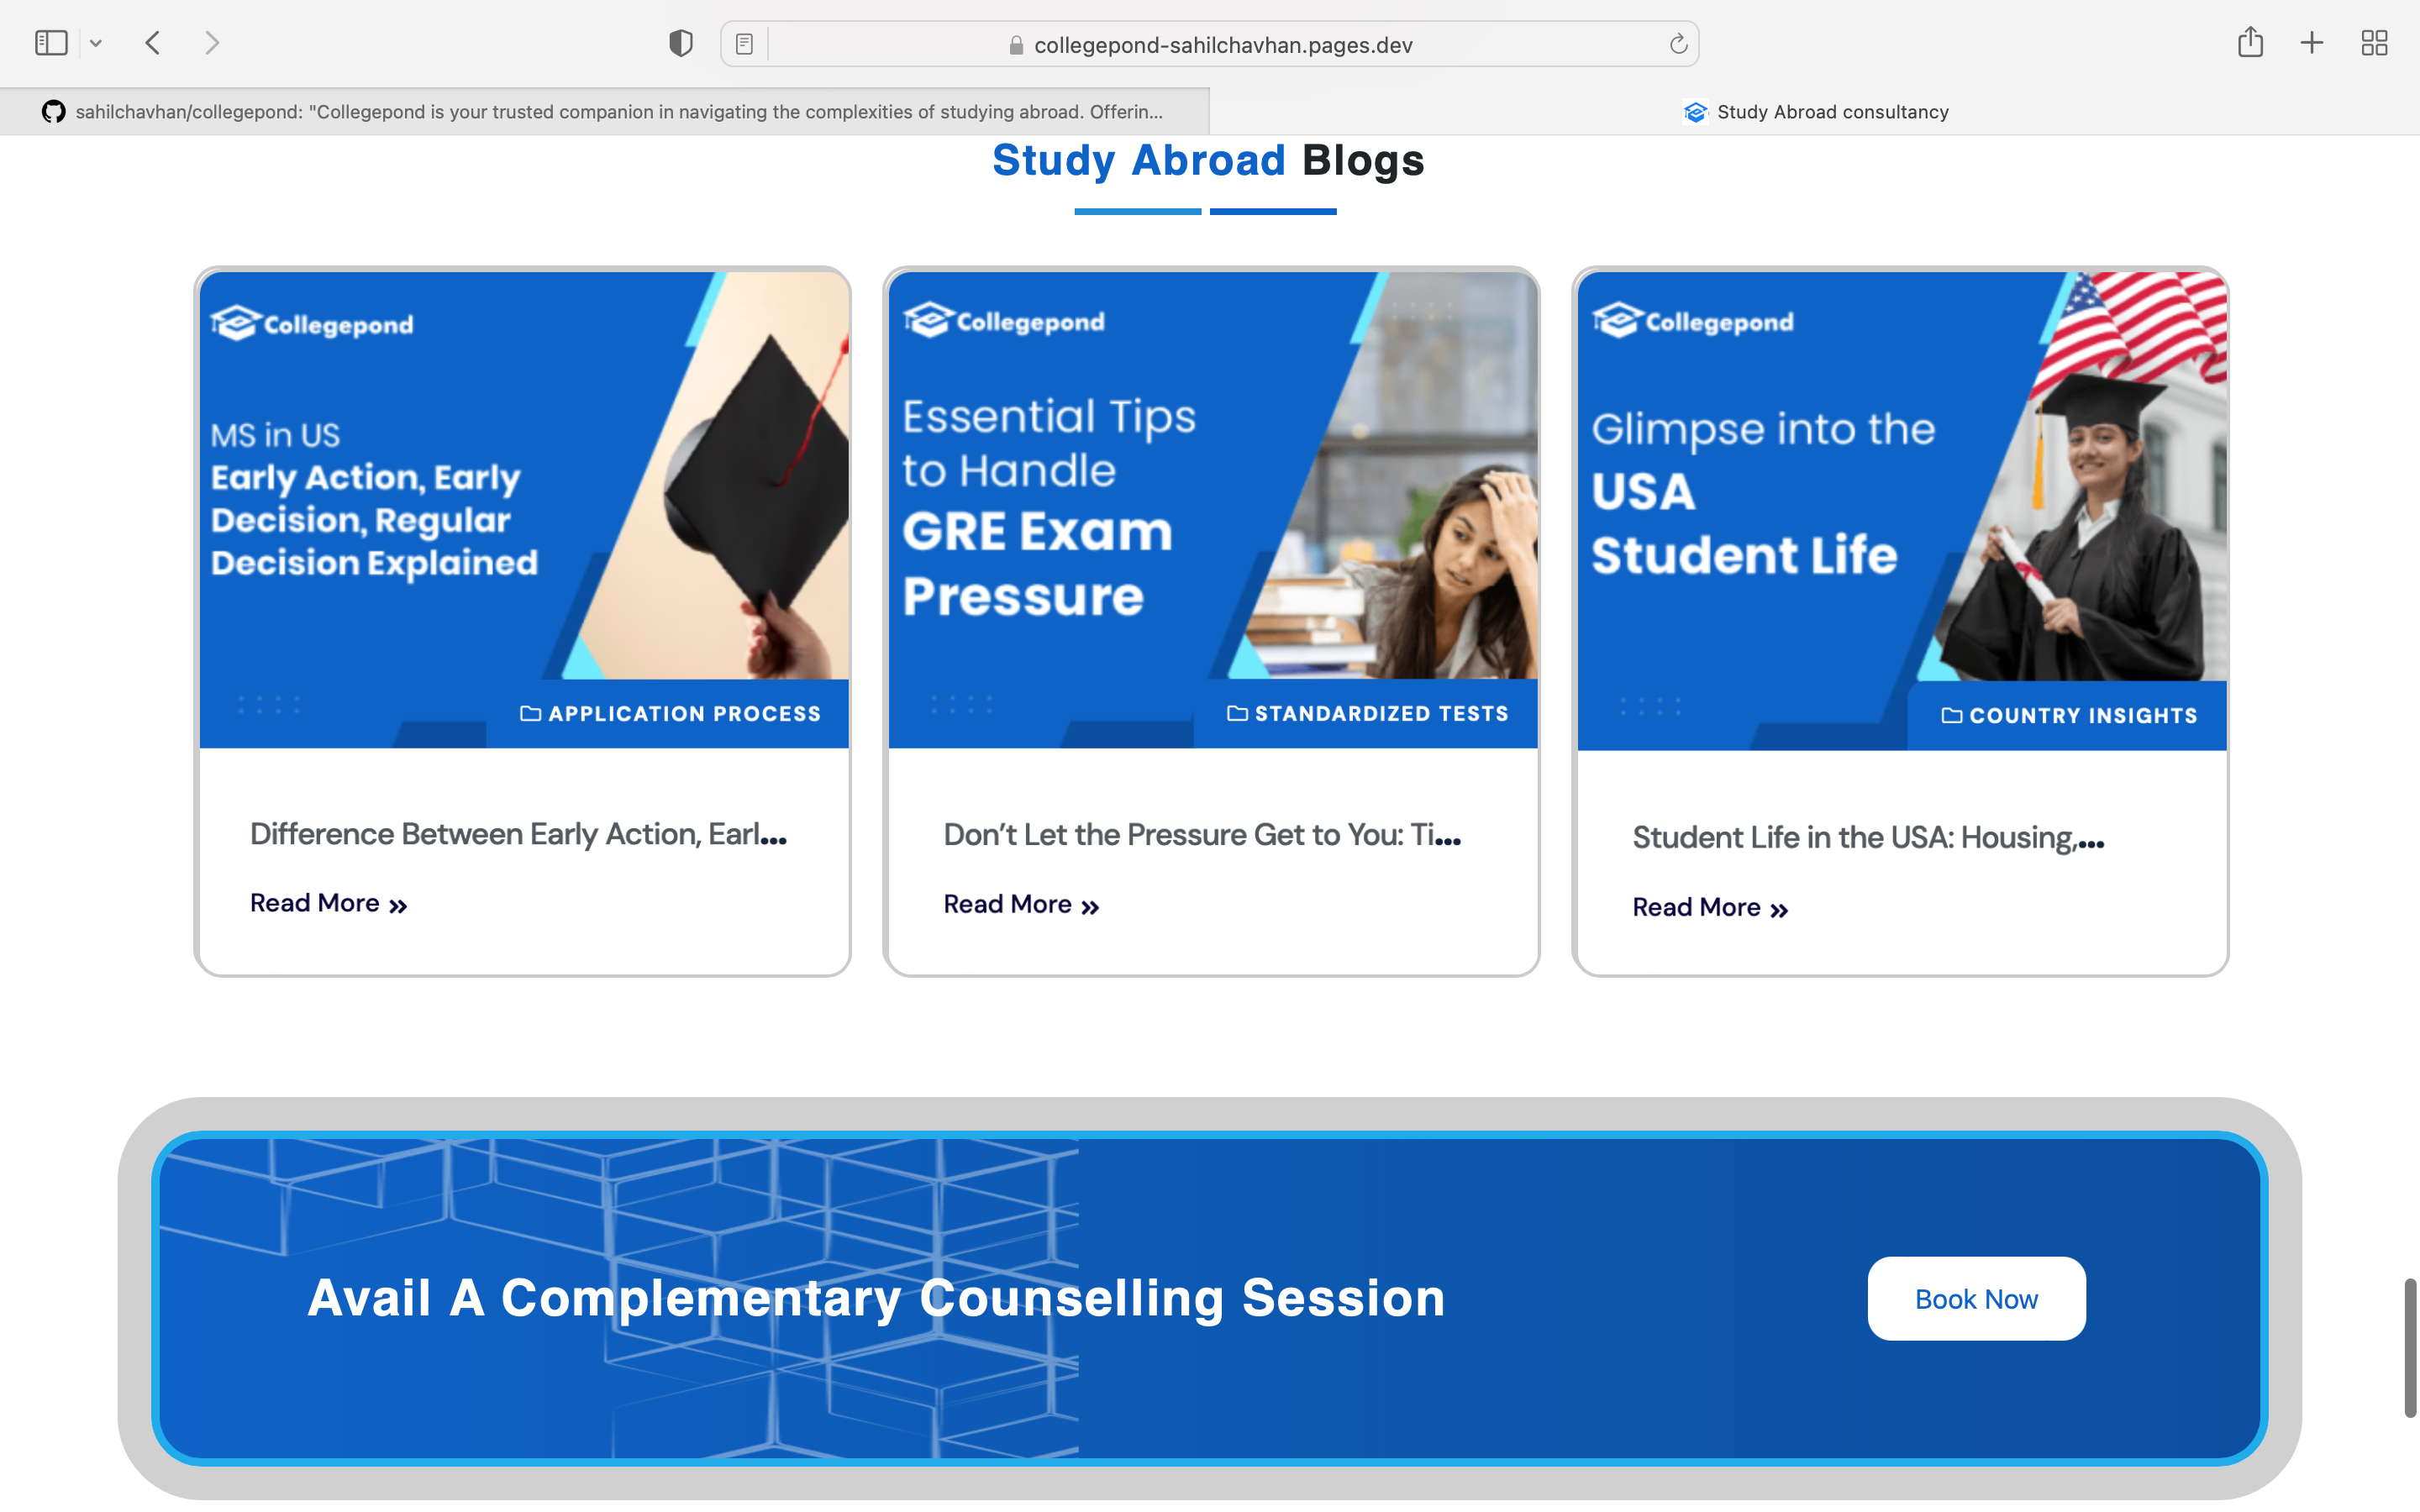 collegepond-sahilchavhan.pages.dev
sahilchavhan/collegepond: "Collegepond is your trusted companion in navigating the complexities of studying abroad. Offerin...
Study Abroad consultancy
Study Abroad Blogs
Collegepond
MS in US
Early Action, Early
Decision, Regular
Decision Explained
APPLICATION PROCESS
Difference Between Early Action, Earl...
Read More »
Collegepond
Essential Tips
to Handle
GRE Exam
Pressure
STANDARDIZED TESTS
Don’t Let the Pressure Get to You: Ti...
Read More »
Collegepond
Glimpse into the
USA
Student Life
COUNTRY INSIGHTS
Student Life in the USA: Housing,...
Read More »
Avail A Complementary Counselling Session
Book Now